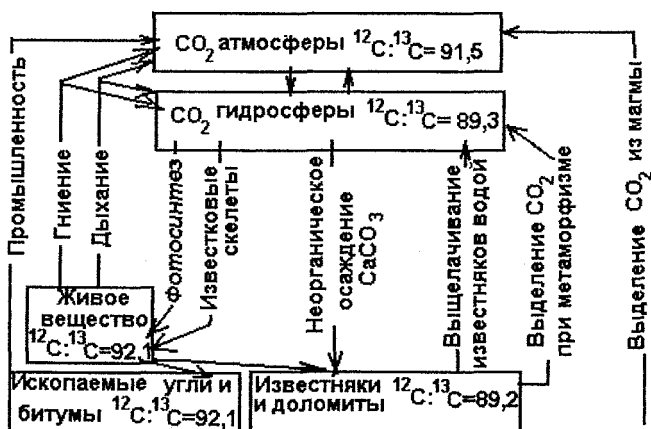 CO₂ атмосферы ¹²C:¹³C= 91,5
CO₂ гидросферы ¹²C:¹³C= 89,3
Промышленность
Гниение
Дыхание
Фотосинтез
Известковые
скелеты
Неорганическое
осаждение
CaCO₃
Выщелачивание
известняков водой
Выделение CO₂
при метаморфизме
Выделение CO₂ из магмы
Живое
вещество
¹²C:¹³C=92,1
Ископаемые угли и
битумы ¹²C:¹³C=92,1
Известняки ¹²C:¹³C=89,2
и доломиты